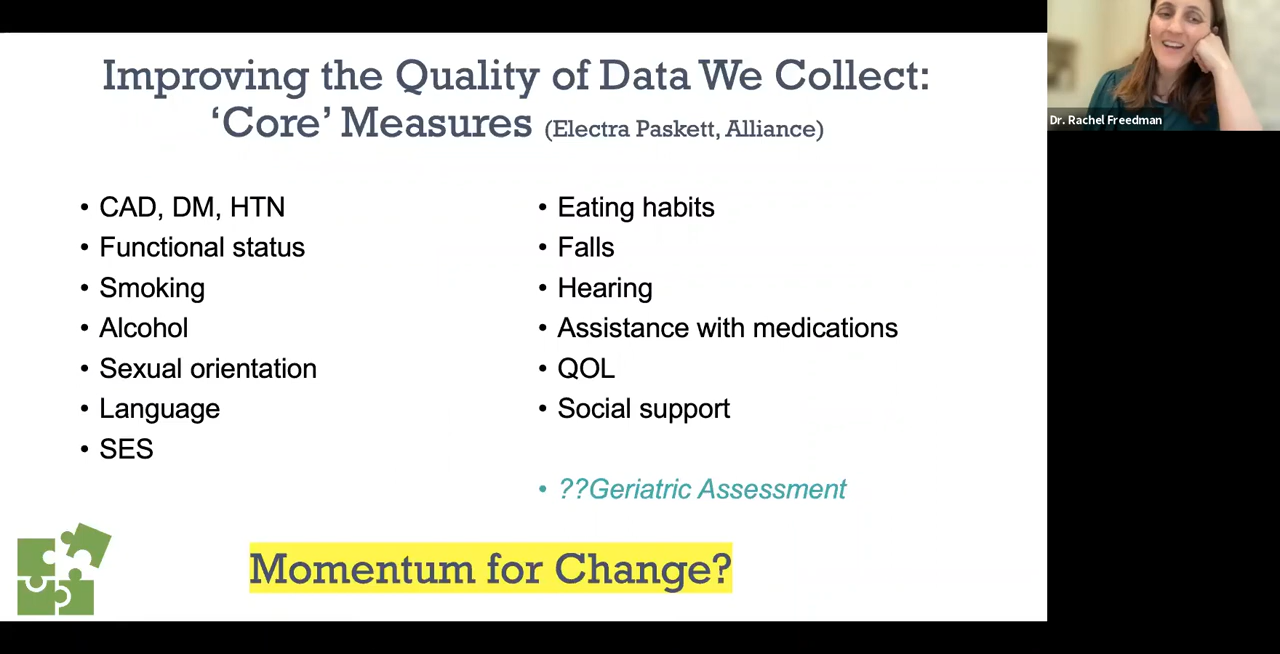 Improving the Quality of Data We Collect:
‘Core’ Measures (Electra Paskett, Alliance)
• CAD, DM, HTN
• Functional status
• Smoking
• Alcohol
• Sexual orientation
• Language
• SES
• Eating habits
• Falls
• Hearing
• Assistance with medications
• QOL
• Social support
• ??Geriatric Assessment
Momentum for Change?
Dr. Rachel Freedman